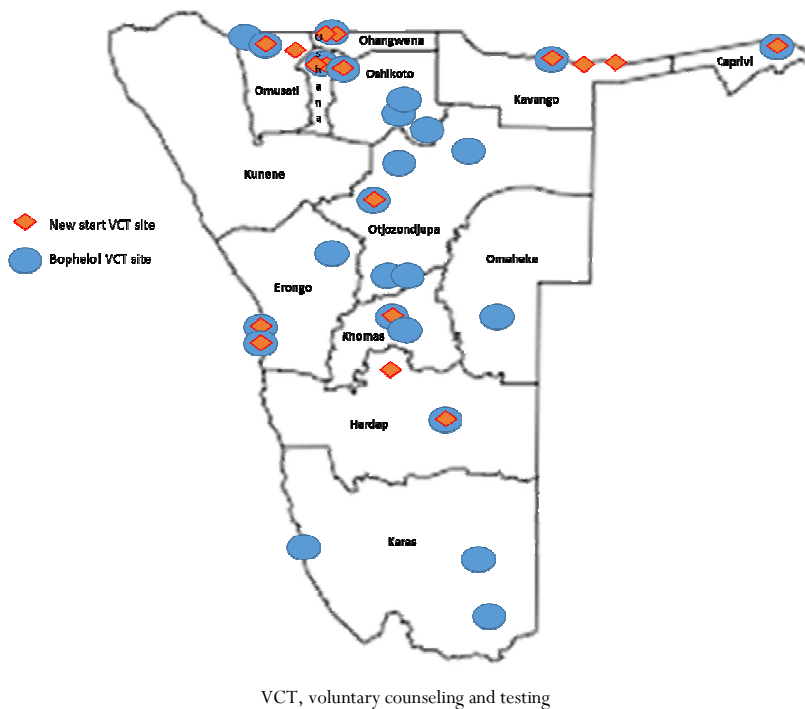 Ohangwena
Caprivi
Oshana
Oshikoto
Omusati
Kavango
Kunene
New start VCT site
Otjozondjupa
Bophelo! VCT site
Omaheke
Erongo
Khomas
Hardap
Karas
VCT, voluntary counseling and testing